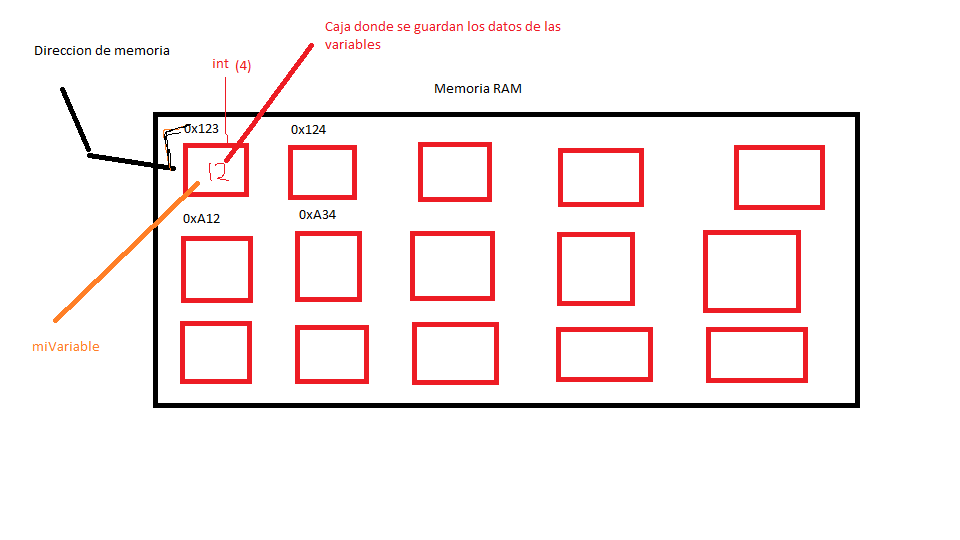 Caja donde se guardan los datos de las
variables
Direccion de memoria
int (4)
Memoria RAM
0x123
0x124
12
0xA12
0xA34
miVariable